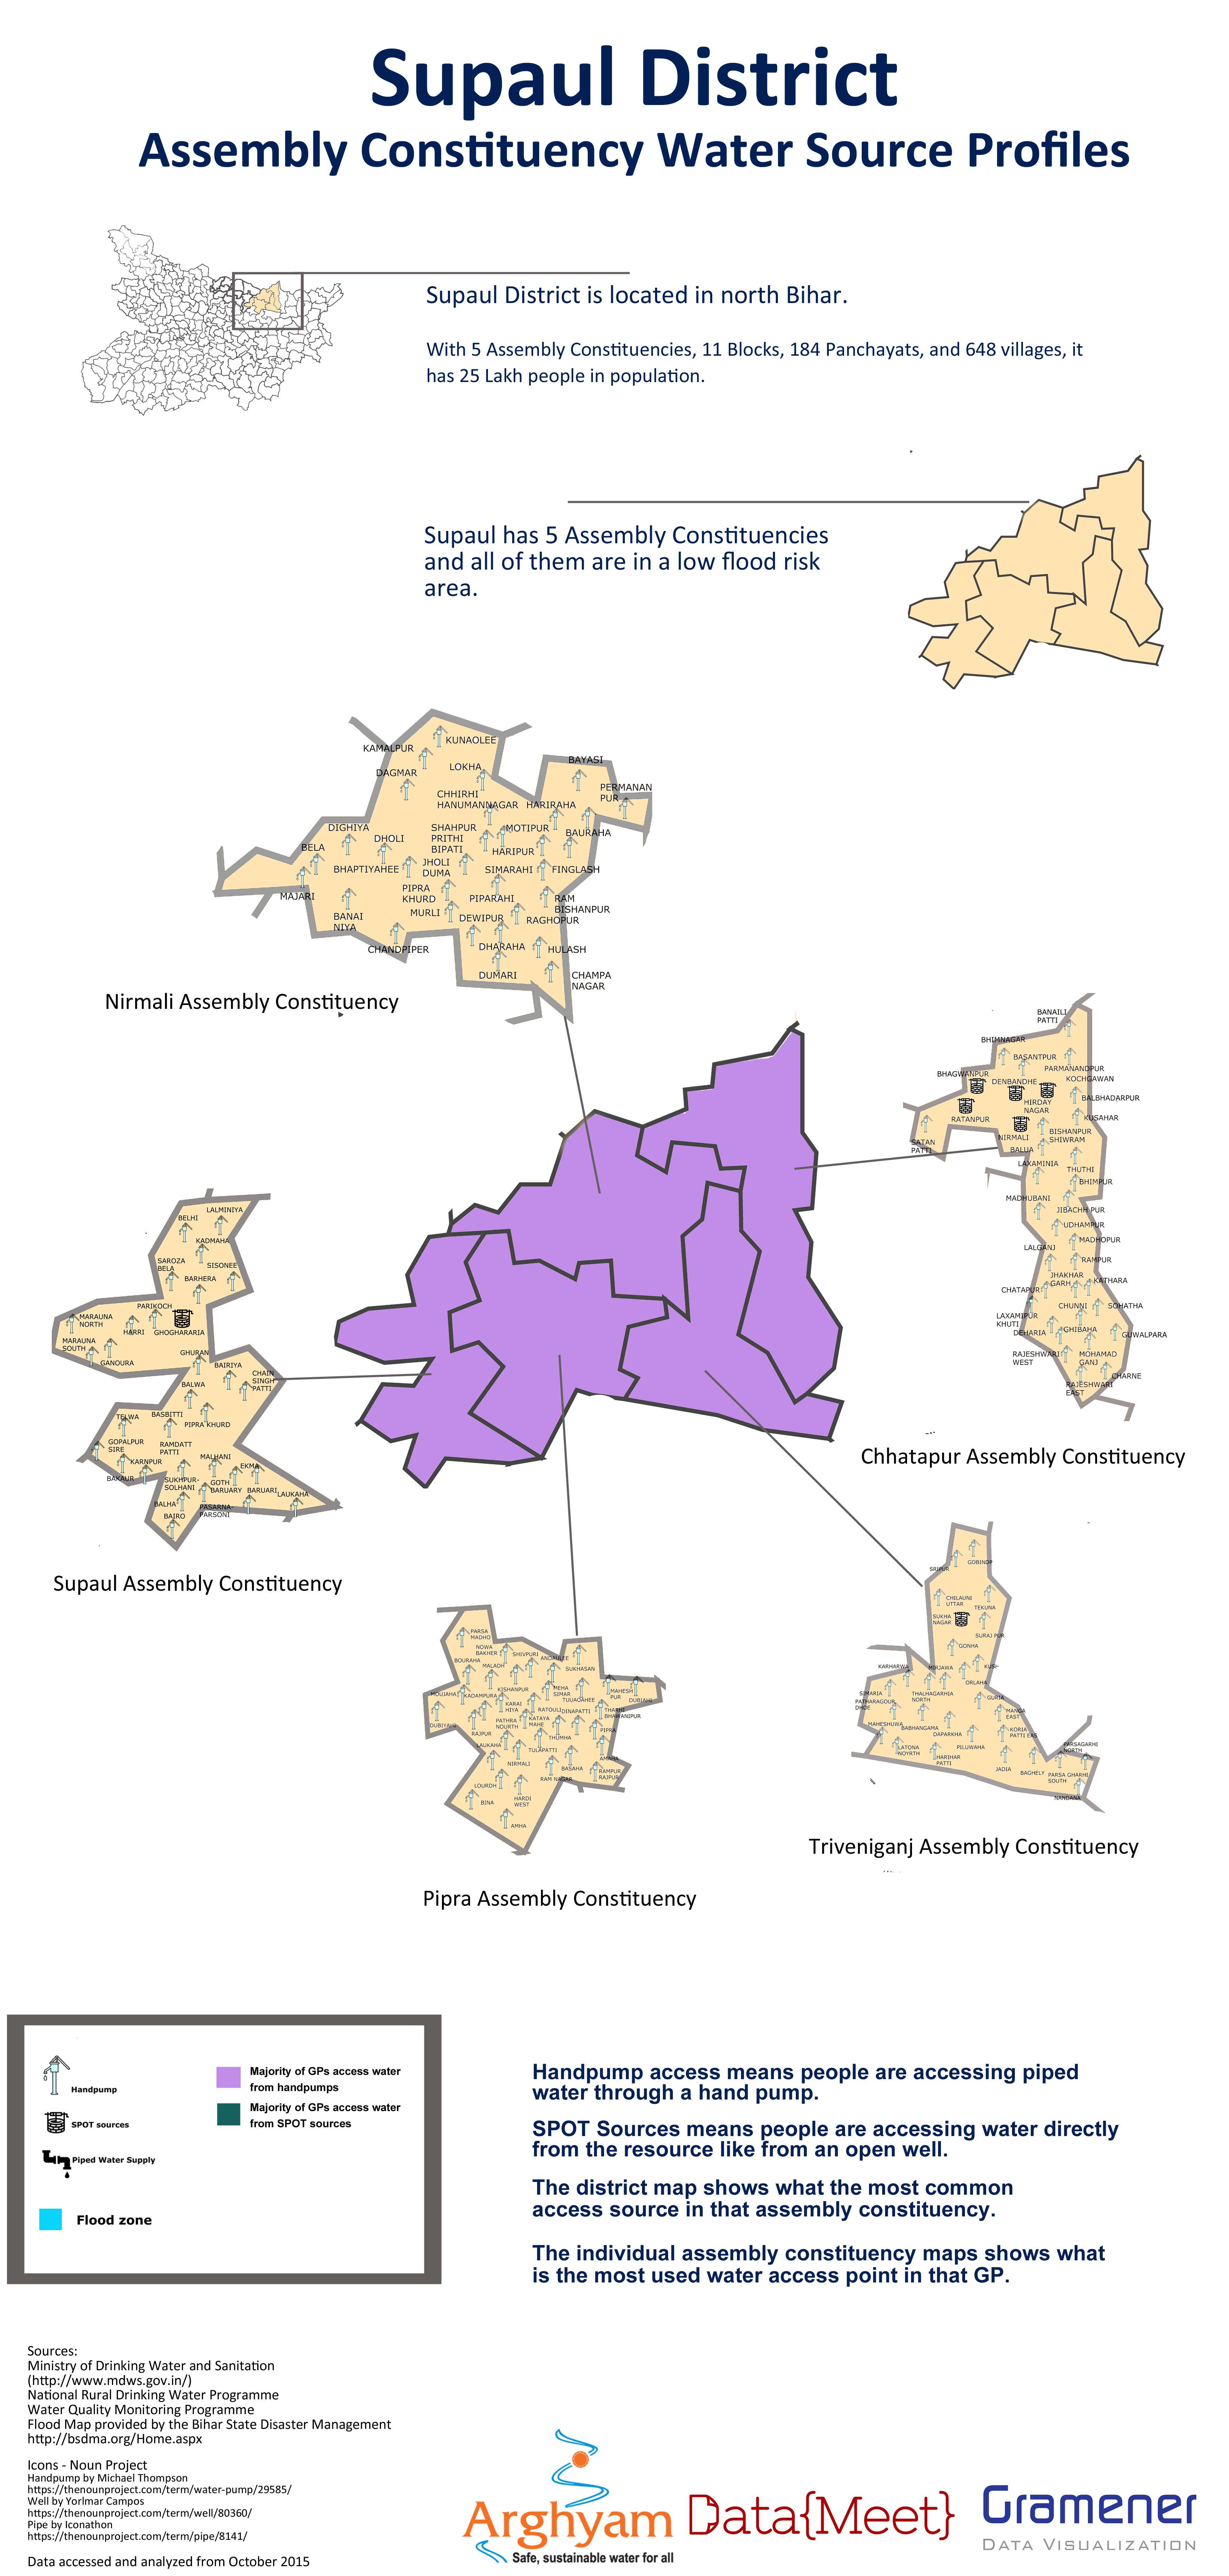 Supaul District
Assembly Constituency Water Source Profiles
Supaul District is located in north Bihar.
With 5 Assembly Constituencies, 11 Blocks, 184 Panchayats, and 648 villages, it
has 25 Lakh people in population.
Supaul has 5 Assembly Constituencies
and all of them are in a low flood risk
area.
KUNAOLEE
KAMALPUR
DAGMAR
LOKHA
BAYASI
PERMANAN
PUR
CHHIRHI
HANUMANNAGAR
HARIRAHA
DIGHIYA
DHOLI
SHAHPUR
PRITHI
BIPATI
MOTIPUR
BAURAHA
BELA
HARIPUR
BHAPTIYAHEE
JHOLI
DUMA
SIMARAHI
FINGLASH
MAJARI
PIPRA
KHURD
PIPARAHI
RAM
BISHANPUR
BANAI
NIYA
MURLI
DEWIPUR
RAGHOPUR
CHANDPIPER
DHARAHA
HULASH
DUMARI
CHAMPA
NAGAR
Nirmali Assembly Constituency
BANAILI
PATTI
BHIMNAGAR
BASANTPUR
PARMANANDPUR
BHAGWANPUR
DENBANDHE
KOCHGAWAN
BALBHADARPUR
HIRDAY
NAGAR
RATANPUR
KUSAHAR
NIRMALI
BISHANPUR
SHIWRAM
SATAN
PATTI
BALUA
LAXAMINIA
THUTHI
BHIMPUR
MADHUBANI
JIBACHH PUR
UDHAMPUR
MADHOPUR
LALGANJ
RAMPUR
JHAKHAR
GARH
KATHARA
CHATAPUR
CHUNNI
SOHATHA
LAXAMIPUR
KHUTI
DEHARIA
GHIBAHA
GUWALPARA
RAJESHWARI
WEST
MOHAMAD
GANJ
CHARNE
RAJESHWARI
EAST
Chhatapur Assembly Constituency
LALMINIYA
BELHI
KADMAHA
SAROZA
BELA
SISONEE
BARHERA
PARIKOCH
MARAUNA
NORTH
HARRI
GHOGHARARIA
MARAUNA
SOUTH
GANOURA
GHURAN
BAIRIYA
CHAIN
SINGH
PATTI
BALWA
TELWA
BASBITTI
PIPRA KHURD
GOPALPUR
SIRE
RAMDATT
PATTI
KARNPUR
MALHANI
EKMA
BAKAUR
SUKHPUR-
SOLHANI
GOTH
BARUARY
BARUARI
LAUKAHA
BALHA
PASARNA-
PARSONI
BAIRO
Supaul Assembly Constituency
SRIPUR
GOBINDP
CHILAUNI
UTTAR
TEKUNA
SUKHA
NAGAR
SURAJ PUR
GONHA
KARHARWA
MIRJAWA
KUSI-
ORLAHA
SIMARIA
THALHAGARHIA
NORTH
GURIA
PATHARAGOUR
DHOE
MANGA
EAST
MAHESHUWA
BABHANGAMA
DAPARKHA
KORIA
PATTI EAS
LATONA
NOYRTH
HARIHAR
PATTI
PILUWAHA
PARSAGARHI
NORTH
JADIA
BAGHELY
PARSA GHARHI
SOUTH
NANDANA
Triveniganj Assembly Constituency
PARSA
MADHO
NOWA
BAKHER
SHIVPURI
ANDAULEE
BOURAHA
MALADH
SUKHASAN
MOUJAHA
KADAMPURA
KISHANPUR
MEHA
SIMAR
MAHESH
PUR
DUBIAHI
KARAI
HIYA
TUUAGAHEE
RATOULI
DINAPATTI
THARHI
BHAWANIPUR
DUBIYAHI
RAJPUR
PATHRA
NOURTH
KATAYA
MAHE
THUMHA
PIPRA
LAUKAHA
TULAPATTI
NIRMALI
BASAHA
AMAHA
RAM NAGAR
RAMPUR
RAJPUR
LOURDH
BINA
HARDI
WEST
AMHA
Pipra Assembly Constituency
Handpump
SPOT sources
Piped Water Supply
Flood zone
Majority of GPs access water
from handpumps
Majority of GPs access water
from SPOT sources
Handpump access means people are accessing piped
water through a hand pump.
SPOT Sources means people are accessing water directly
from the resource like from an open well.
The district map shows what the most common
access source in that assembly constituency.
The individual assembly constituency maps shows what
is the most used water access point in that GP.
Sources:
Ministry of Drinking Water and Sanitation
(http://www.mdws.gov.in/)
National Rural Drinking Water Programme
Water Quality Monitoring Programme
Flood Map provided by the Bihar State Disaster Management
http://bsdma.org/Home.aspx
Icons - Noun Project
Handpump by Michael Thompson
https://thenounproject.com/term/water-pump/29585/
Well by Yorlmar Campos
https://thenounproject.com/term/well/80360/
Pipe by Iconathon
https://thenounproject.com/term/pipe/8141/
Data accessed and analyzed from October 2015
Arghyam
Safe, sustainable water for all
Data{Meet}
Gramener
DATA VISUALIZATION